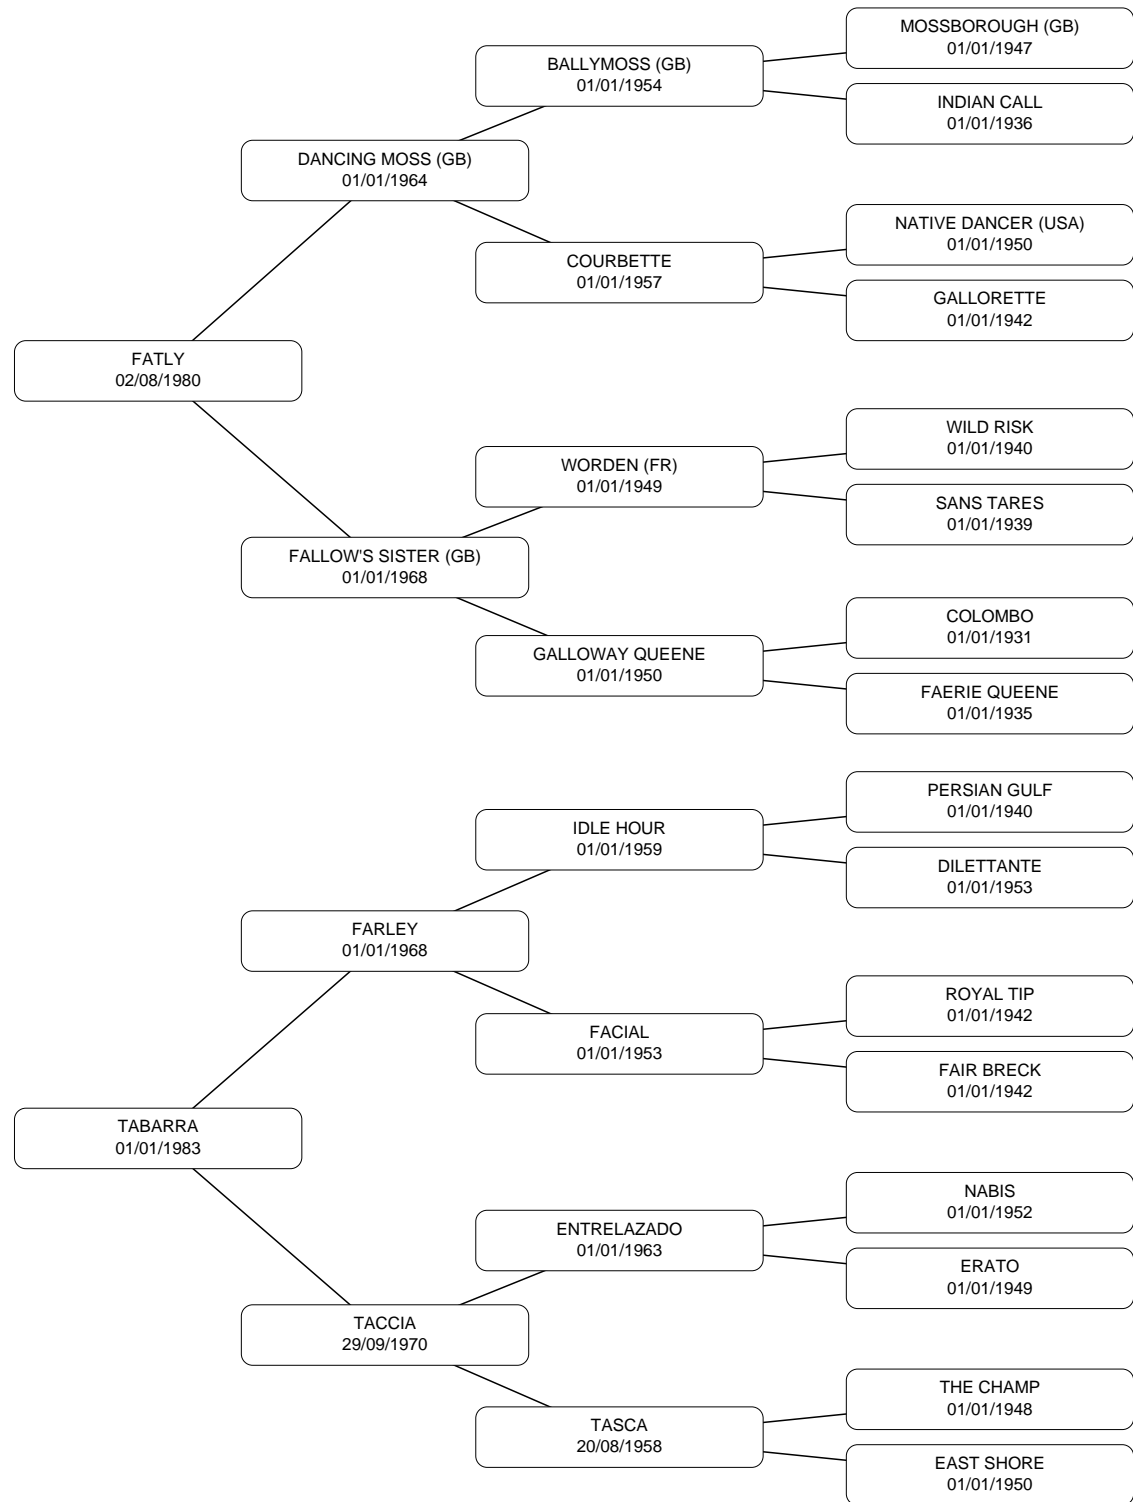 MOSSBOROUGH (GB)
01/01/1947
BALLYMOSS (GB)
01/01/1954
INDIAN CALL
01/01/1936
DANCING MOSS (GB)
01/01/1964
NATIVE DANCER (USA)
01/01/1950
COURBETTE
01/01/1957
GALLORETTE
01/01/1942
FATLY
02/08/1980
WILD RISK
01/01/1940
WORDEN (FR)
01/01/1949
SANS TARES
01/01/1939
FALLOW'S SISTER (GB)
01/01/1968
COLOMBO
01/01/1931
GALLOWAY QUEENE
01/01/1950
FAERIE QUEENE
01/01/1935
PERSIAN GULF
01/01/1940
IDLE HOUR
01/01/1959
DILETTANTE
01/01/1953
FARLEY
01/01/1968
ROYAL TIP
01/01/1942
FACIAL
01/01/1953
FAIR BRECK
01/01/1942
TABARRA
01/01/1983
NABIS
01/01/1952
ENTRELAZADO
01/01/1963
ERATO
01/01/1949
TACCIA
29/09/1970
THE CHAMP
01/01/1948
TASCA
20/08/1958
EAST SHORE
01/01/1950